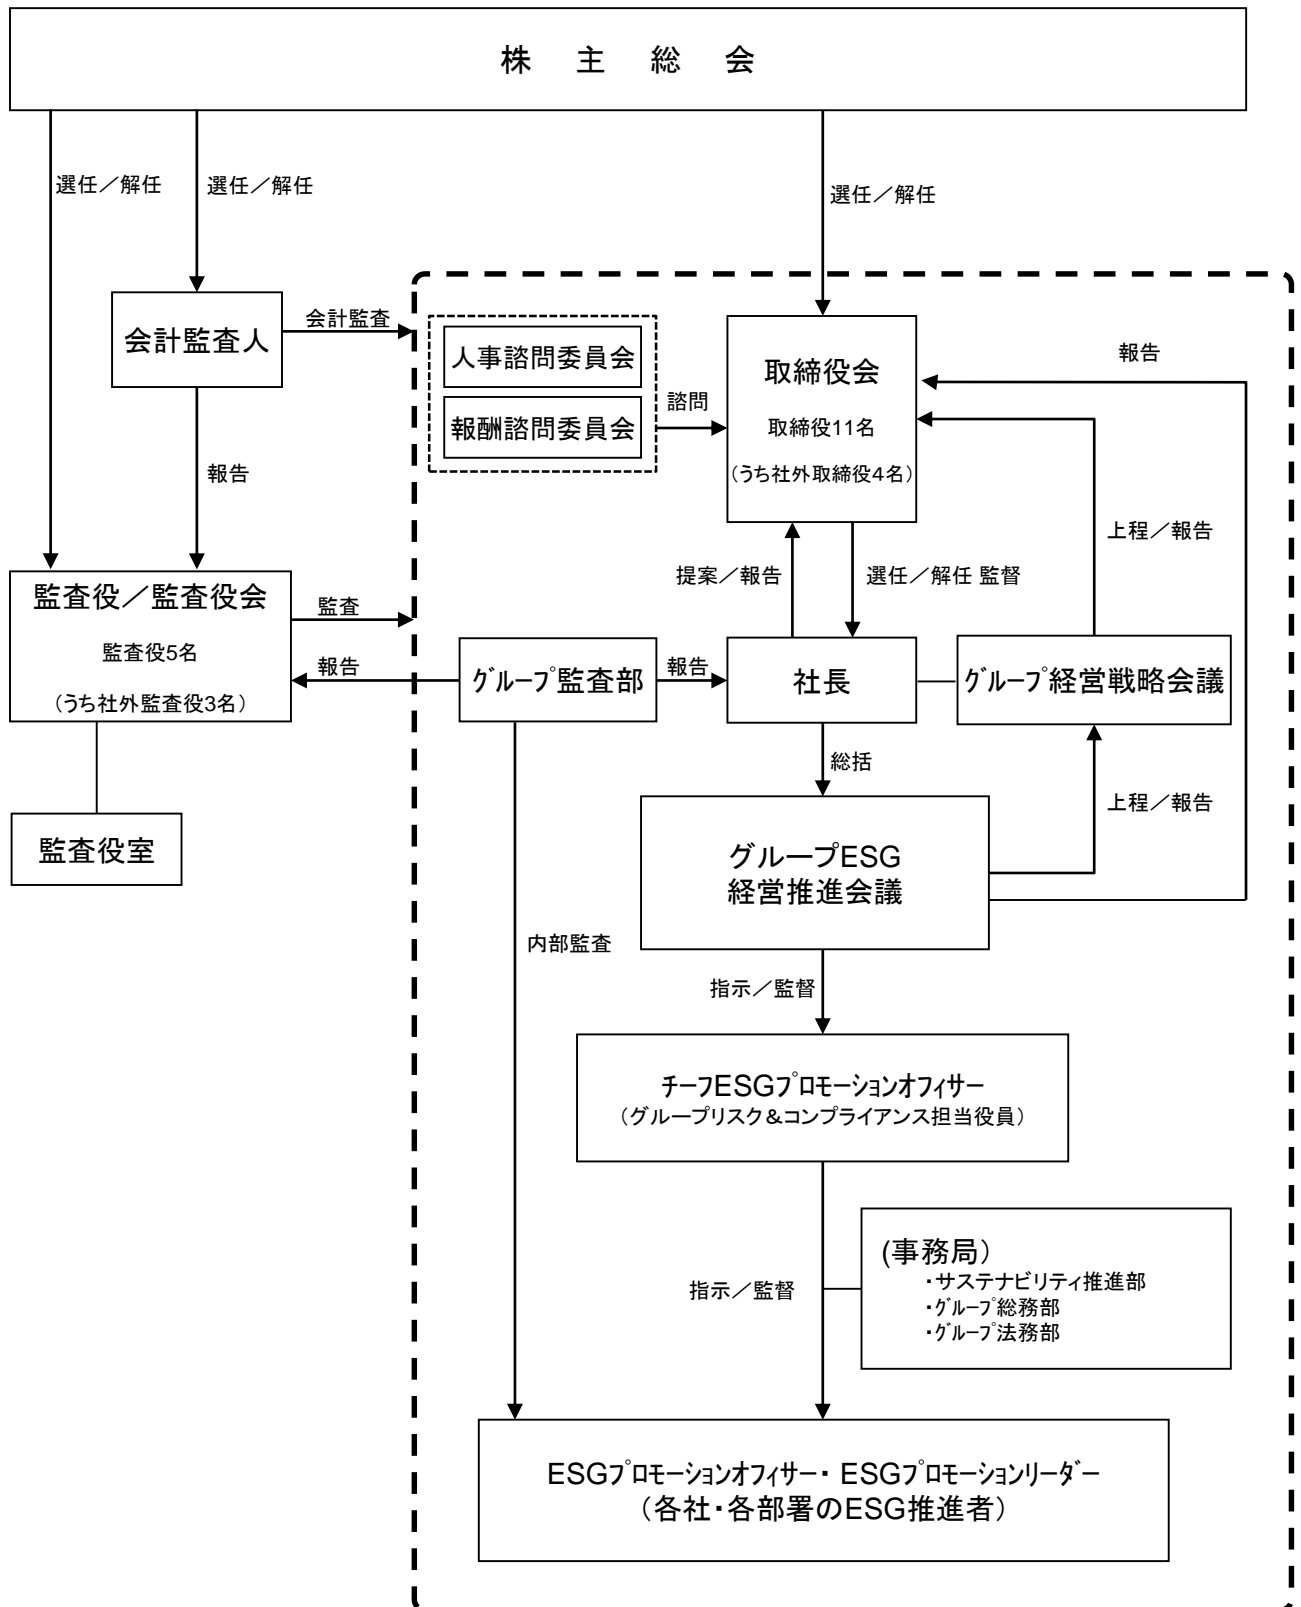 株 主 総 会
選任／解任
選任／解任
選任／解任
会計監査人
会計監査
人事諮問委員会
報酬諮問委員会
諮問
取締役会
取締役11名
（うち社外取締役4名）
報告
報告
上程／報告
提案／報告
選任／解任 監督
監査役／監査役会
監査役5名
（うち社外監査役3名）
監査
報告
ｸﾞﾙｰﾌﾟ監査部
報告
社長
ｸﾞﾙｰﾌﾟ経営戦略会議
総括
上程／報告
監査役室
グループESG
経営推進会議
内部監査
指示／監督
ﾁｰﾌESGﾌﾟﾛﾓｰｼｮﾝｵﾌｨｻｰ
（グループリスク＆コンプライアンス担当役員）
指示／監督
(事務局）
・サステナビリティ推進部
・ｸﾞﾙｰﾌﾟ総務部
・ｸﾞﾙｰﾌﾟ法務部
ESGﾌﾟﾛﾓｰｼｮﾝｵﾌｨｻｰ・ESGﾌﾟﾛﾓｰｼｮﾝﾘｰﾀﾞｰ
（各社・各部署のESG推進者）